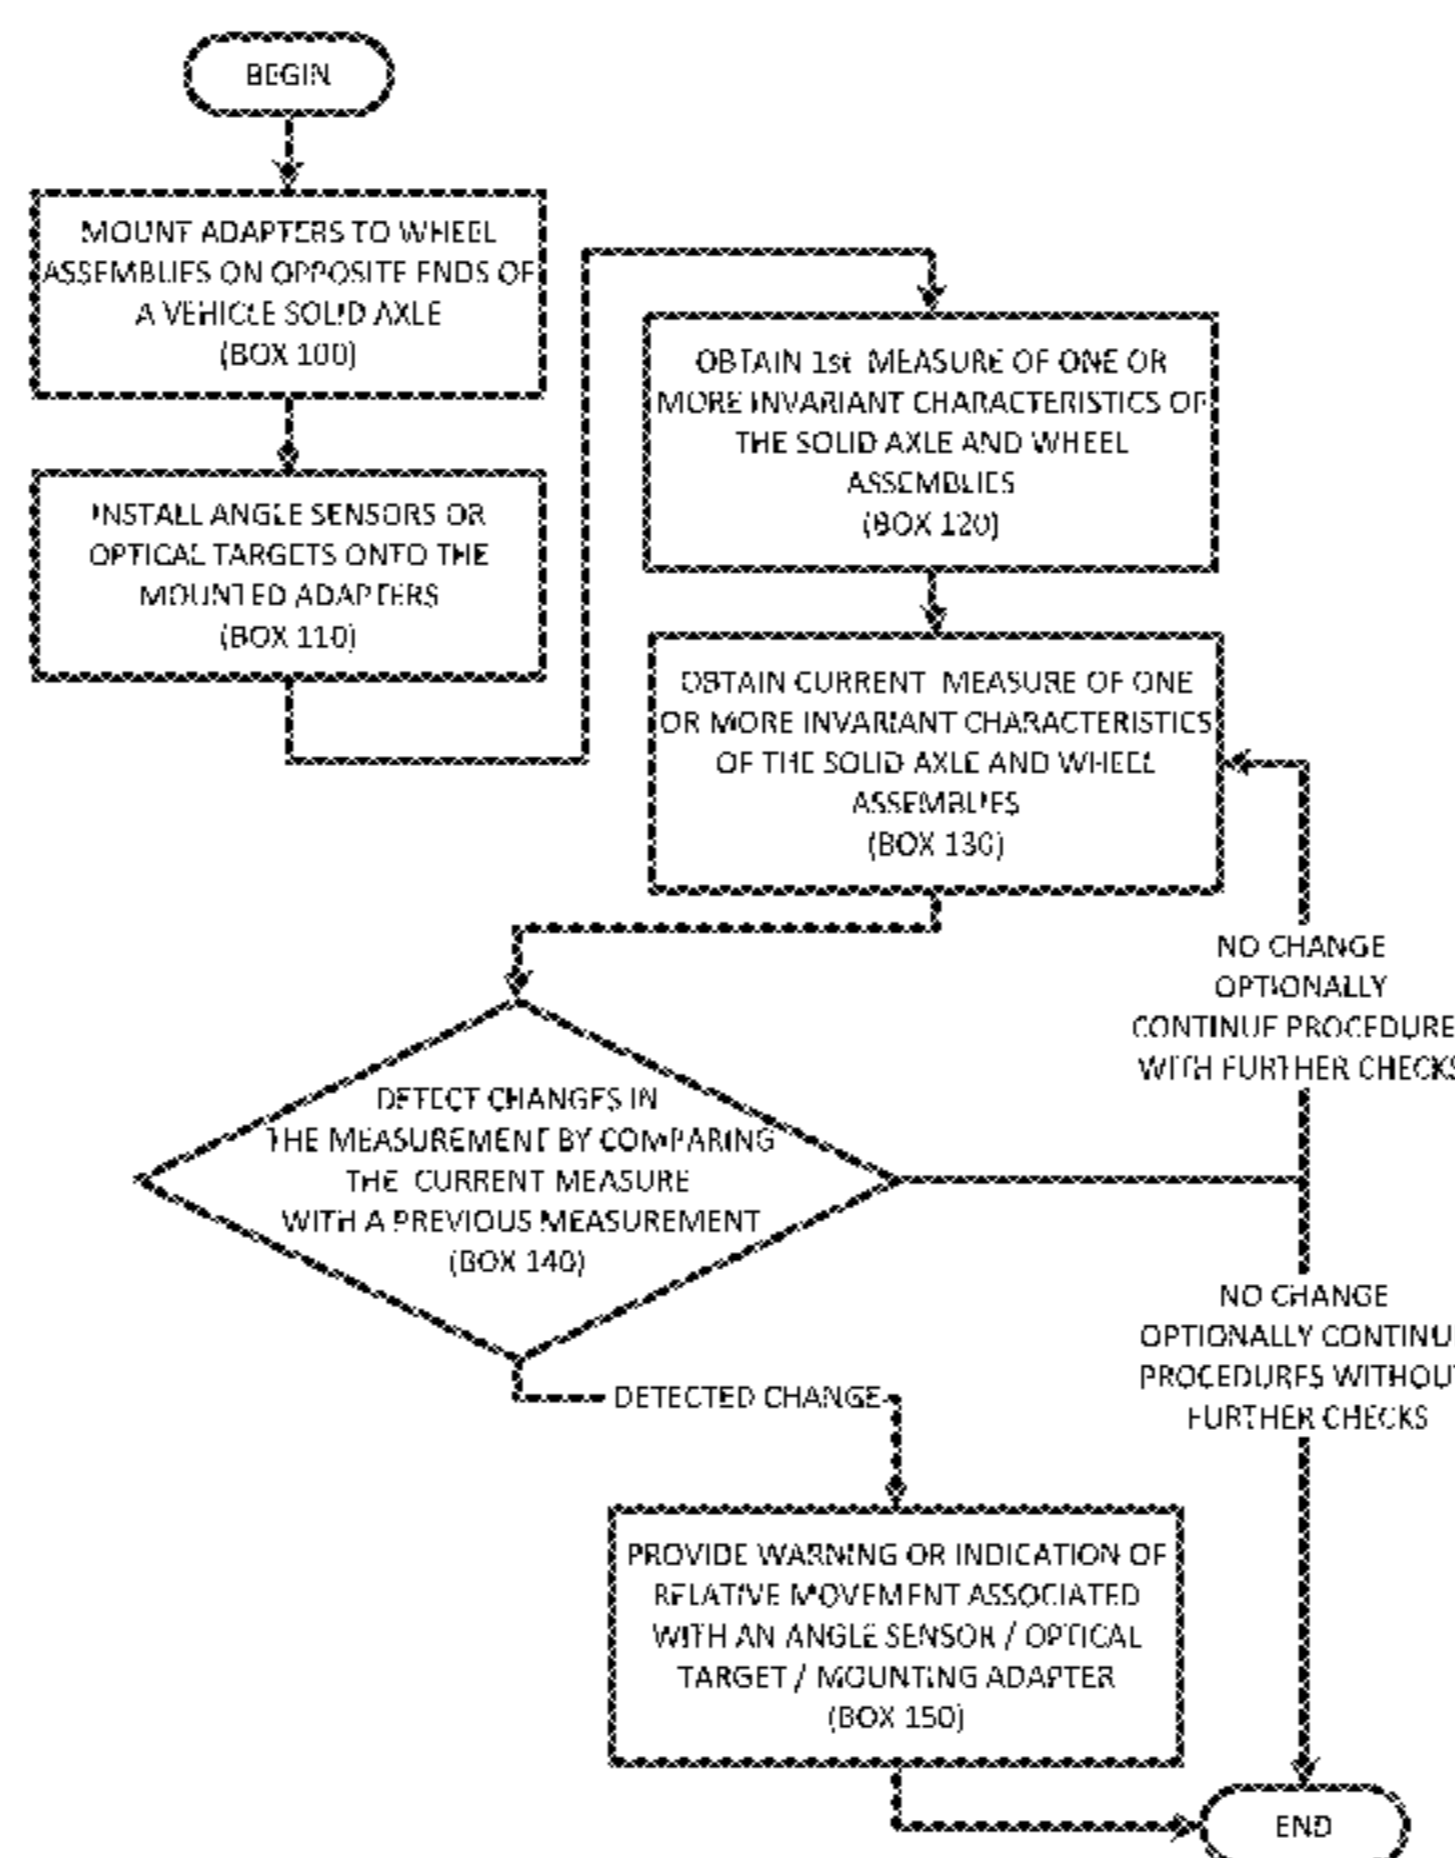 BEGIN
MOUNT ADAPTERS TO WHEEL
ASSEMBLIES ON OPPOSITE ENDS OF
A VEHICLE SOLID AXLE
(BOX 100)
INSTALL ANGLE SENSORS OR
OPTICAL TARGETS ONTO THE
MOUNTED ADAPTERS
(BOX 110)
OBTAIN 1st MEASURE OF ONE OR
MORE INVARIANT CHARACTERISTICS OF
THE SOLID AXLE AND WHEEL
ASSEMBLIES
(BOX 120)
OBTAIN CURRENT MEASURE OF ONE
OR MORE INVARIANT CHARACTERISTICS
OF THE SOLID AXLE AND WHEEL
ASSEMBLIES
(BOX 130)
NO CHANGE
OPTIONALLY
CONTINUE PROCEDURE
WITH FURTHER CHECKS
DETECT CHANGES IN
THE MEASUREMENT BY COMPARING
THE CURRENT MEASURE
WITH A PREVIOUS MEASUREMENT
(BOX 140)
NO CHANGE
OPTIONALLY CONTINU
PROCEDURES WITHOUT
FURTHER CHECKS
DETECTED CHANGE
PROVIDE WARNING OR INDICATION OF
RELATIVE MOVEMENT ASSOCIATED
WITH AN ANGLE SENSOR / OPTICAL
TARGET / MOUNTING ADAPTER
(BOX 150)
END